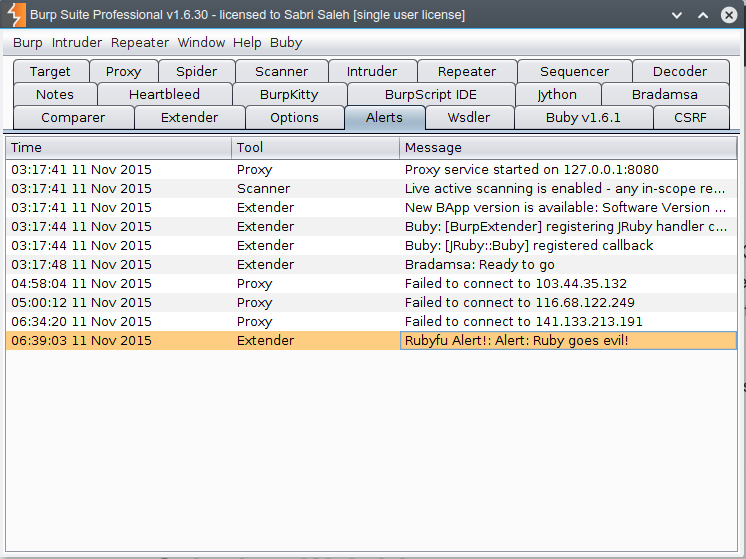 Burp Suite Professional v1.6.30 - licensed to Sabri Saleh [single user license]
Burp Intruder Repeater Window Help Buby
Target Proxy Spider Scanner Intruder Repeater Sequencer Decoder
Notes Heartbleed BurpKitty BurpScript IDE Jython Bradamsa
Comparer Extender Options Alerts Wsdler Buby v1.6.1 CSRF
Time Tool Message
03:17:41 11 Nov 2015 Proxy Proxy service started on 127.0.0.1:8080
03:17:41 11 Nov 2015 Scanner Live active scanning is enabled - any in-scope re...
03:17:41 11 Nov 2015 Extender New BApp version is available: Software Version ...
03:17:44 11 Nov 2015 Extender Buby: [BurpExtender] registering JRuby handler c...
03:17:44 11 Nov 2015 Extender Buby: [JRuby::Buby] registered callback
03:17:48 11 Nov 2015 Extender Bradamsa: Ready to go
04:58:04 11 Nov 2015 Proxy Failed to connect to 103.44.35.132
05:00:12 11 Nov 2015 Proxy Failed to connect to 116.68.122.249
06:34:20 11 Nov 2015 Proxy Failed to connect to 141.133.213.191
06:39:03 11 Nov 2015 Extender Rubyfu Alert!: Alert: Ruby goes evil!